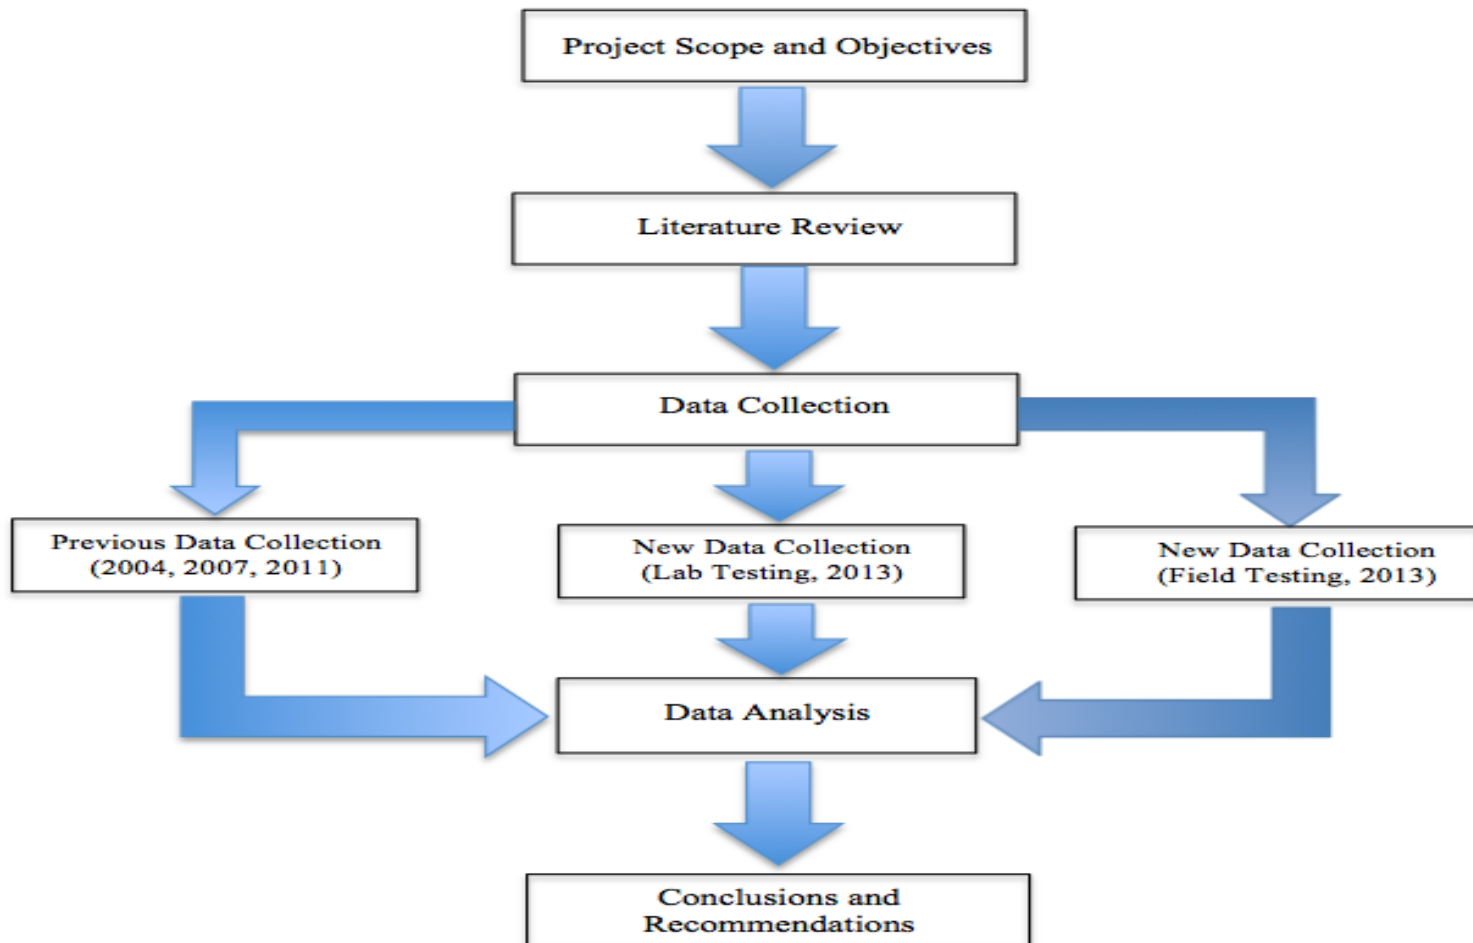 Project Scope and Objectives
Literature Review
Data Collection
Previous Data Collection
(2004, 2007, 2011)
New Data Collection
(Lab Testing, 2013)
New Data Collection
(Field Testing, 2013)
Data Analysis
Conclusions and
Recommendations